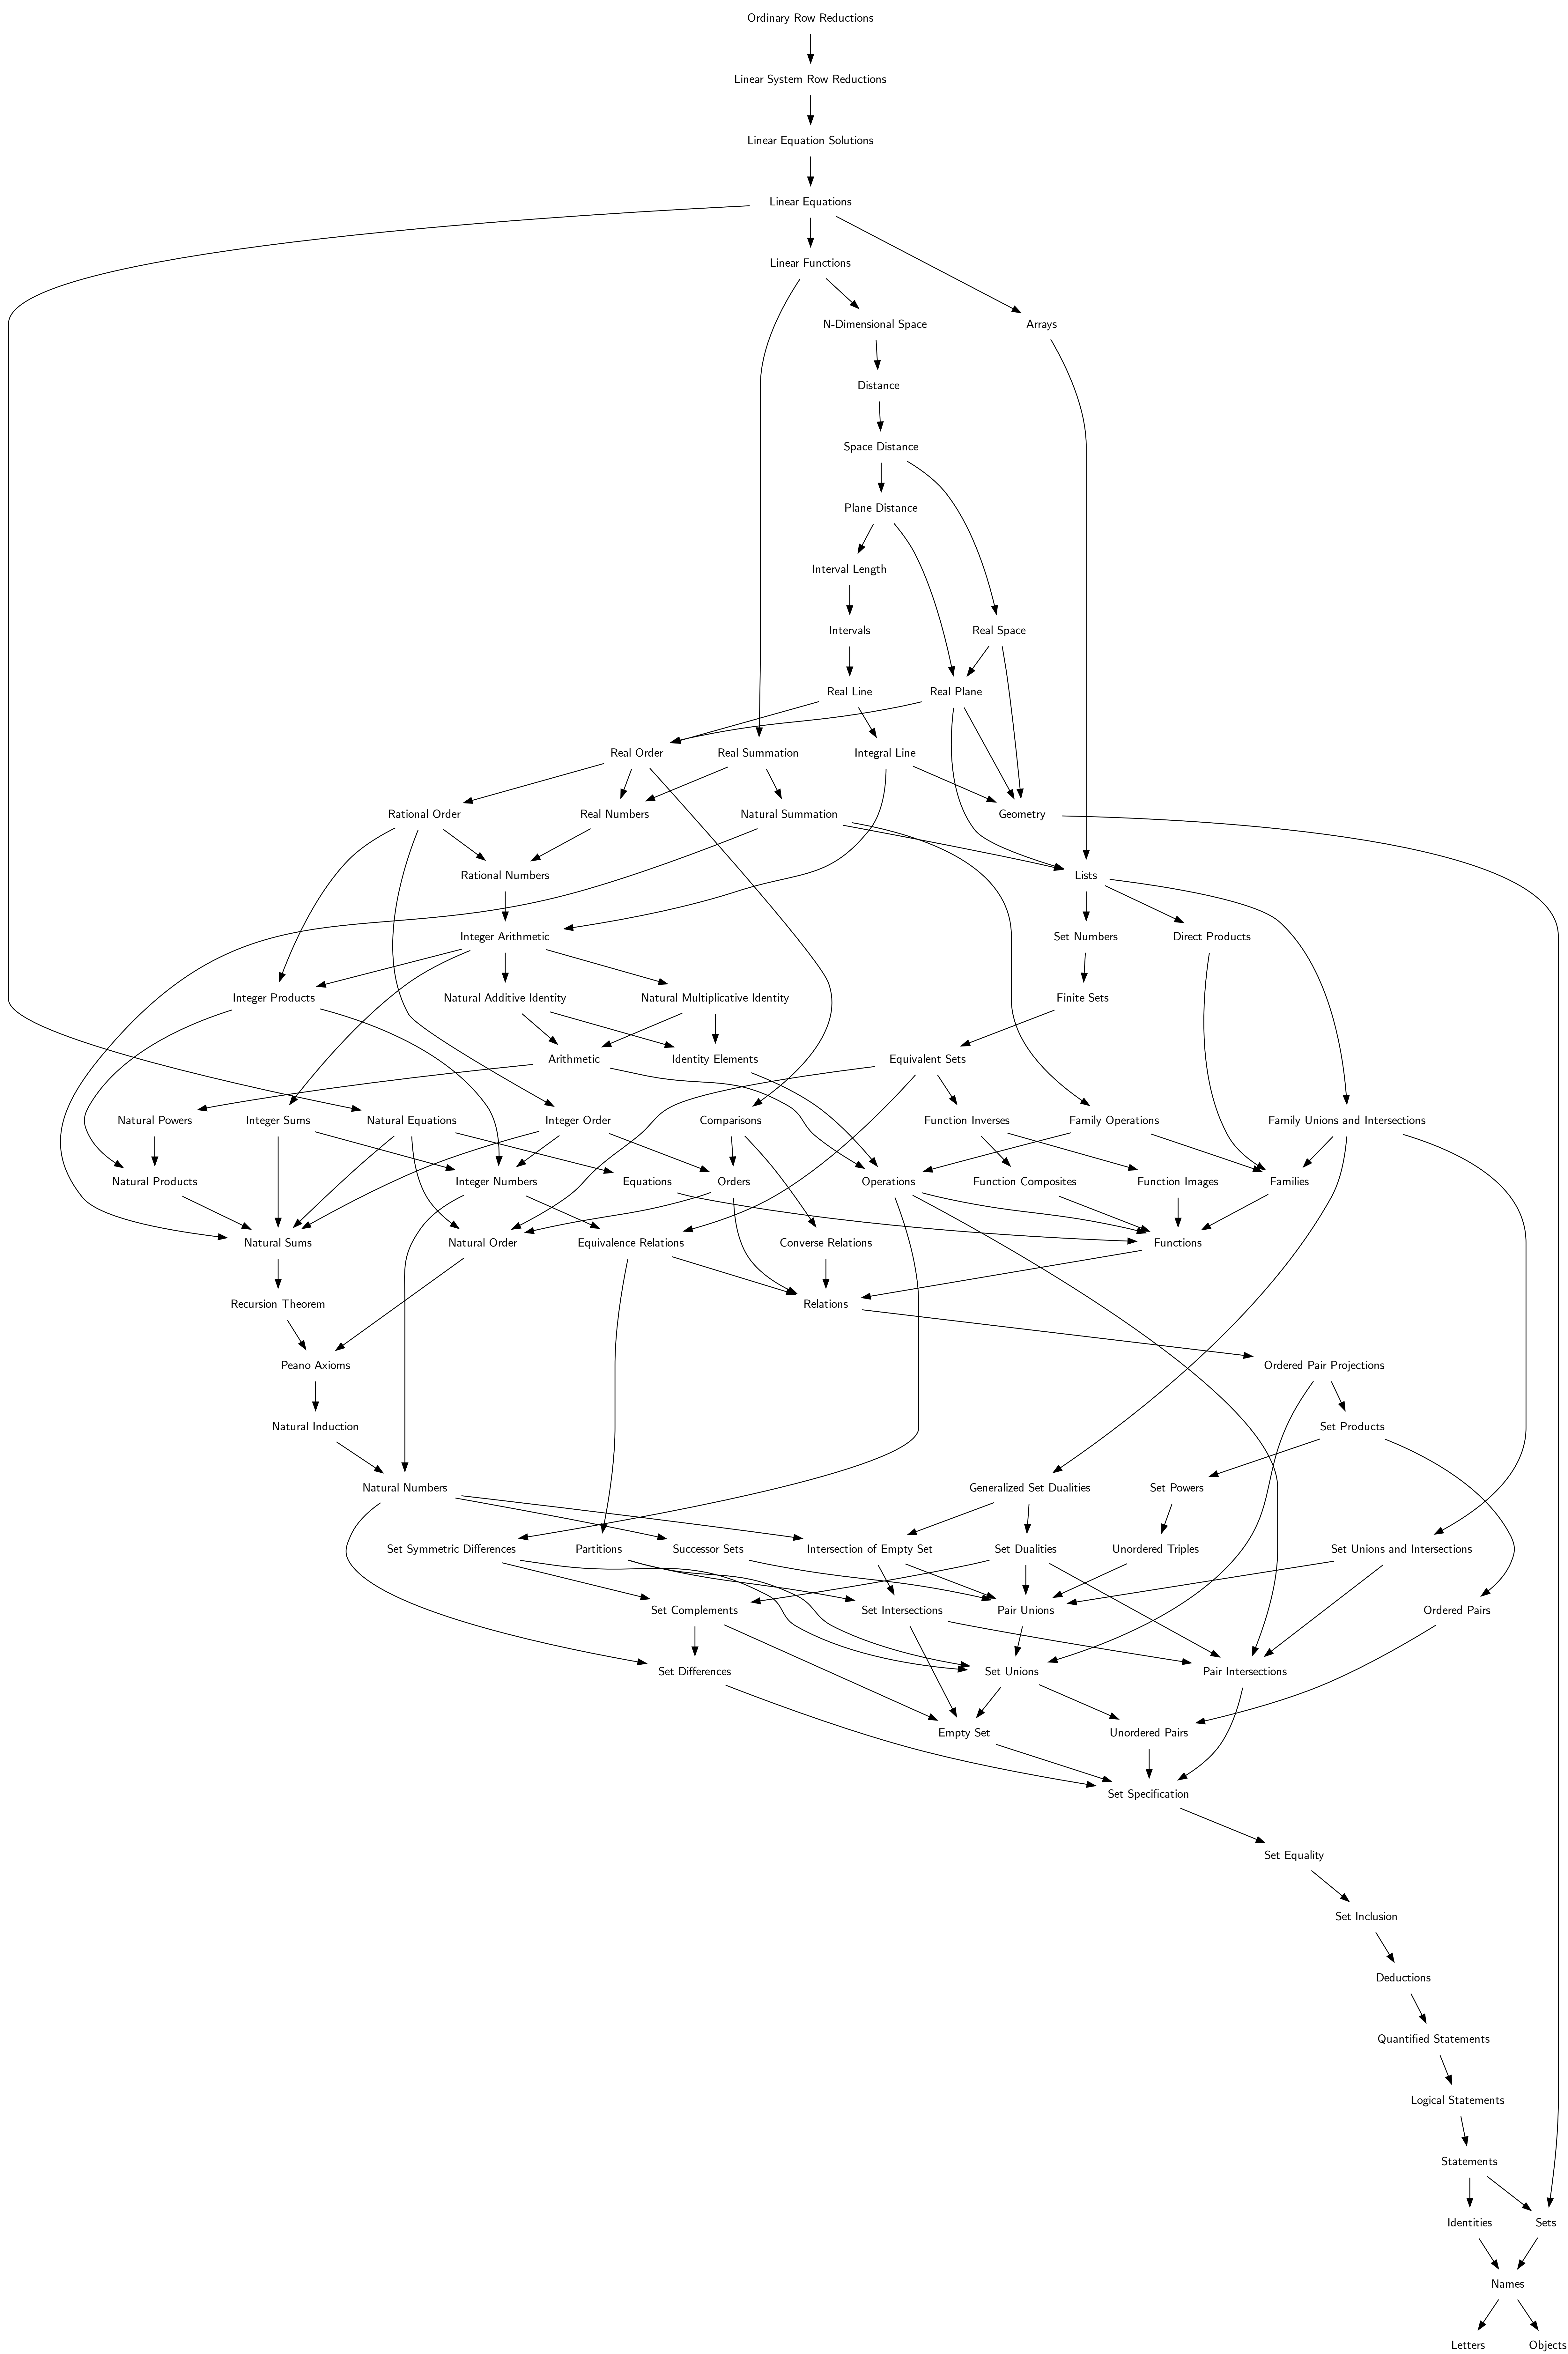 Ordinary Row Reductions
Linear System Row Reductions
Linear Equation Solutions
Linear Equations
Linear Functions
N-Dimensional Space
Arrays
Distance
Space Distance
Plane Distance
Interval Length
Intervals
Real Space
Real Line
Real Plane
Real Order
Real Summation
Integral Line
Rational Order
Real Numbers
Natural Summation
Geometry
Rational Numbers
Lists
Integer Arithmetic
Set Numbers
Direct Products
Integer Products
Natural Additive Identity
Natural Multiplicative Identity
Finite Sets
Arithmetic
Identity Elements
Equivalent Sets
Natural Powers
Integer Sums
Natural Equations
Integer Order
Comparisons
Function Inverses
Family Operations
Family Unions and Intersections
Natural Products
Integer Numbers
Equations
Orders
Operations
Function Composites
Function Images
Families
Natural Sums
Natural Order
Equivalence Relations
Converse Relations
Functions
Recursion Theorem
Relations
Peano Axioms
Ordered Pair Projections
Natural Induction
Set Products
Natural Numbers
Generalized Set Dualities
Set Powers
Set Symmetric Differences
Partitions
Successor Sets
Intersection of Empty Set
Set Dualities
Unordered Triples
Set Unions and Intersections
Set Complements
Set Intersections
Pair Unions
Ordered Pairs
Set Differences
Set Unions
Pair Intersections
Empty Set
Unordered Pairs
Set Specification
Set Equality
Set Inclusion
Deductions
Quantified Statements
Logical Statements
Statements
Identities
Sets
Names
Letters
Objects